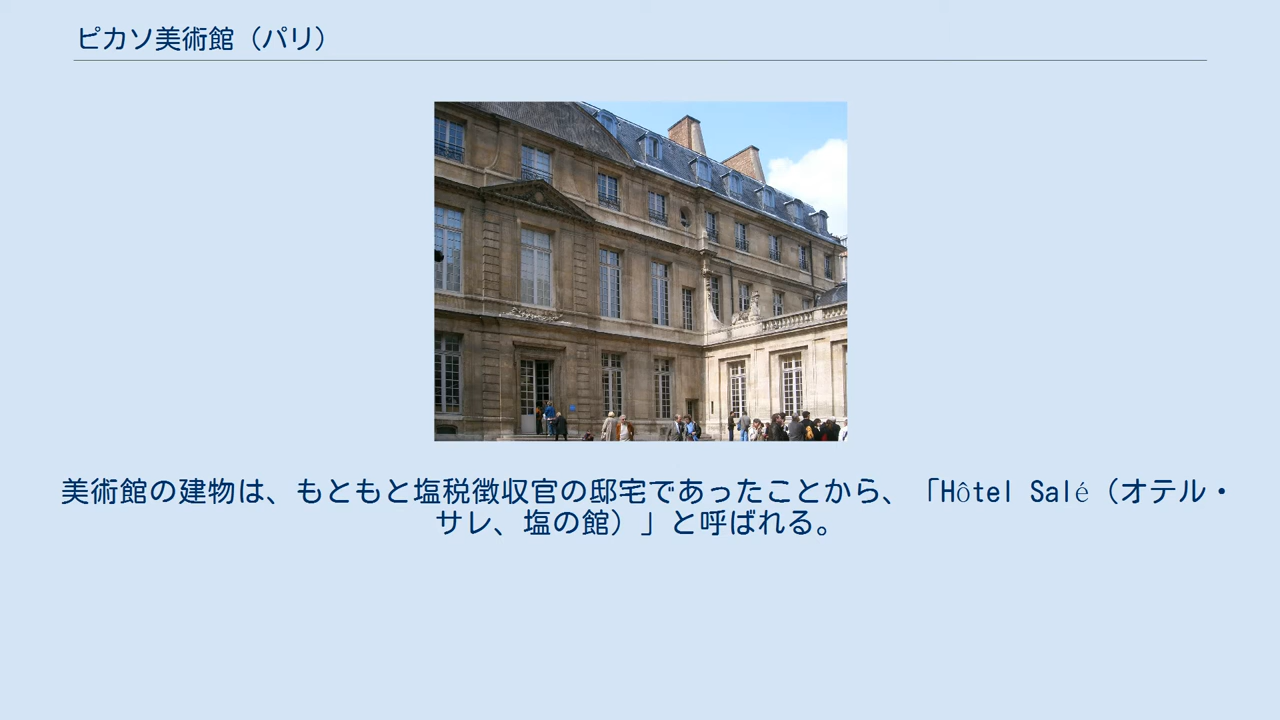 ピカソ美術館（パリ）
美術館の建物は、もともと塩税徴収官の邸宅であったことから、「Hôtel Salé（オテル・
サレ、塩の館）」と呼ばれる。